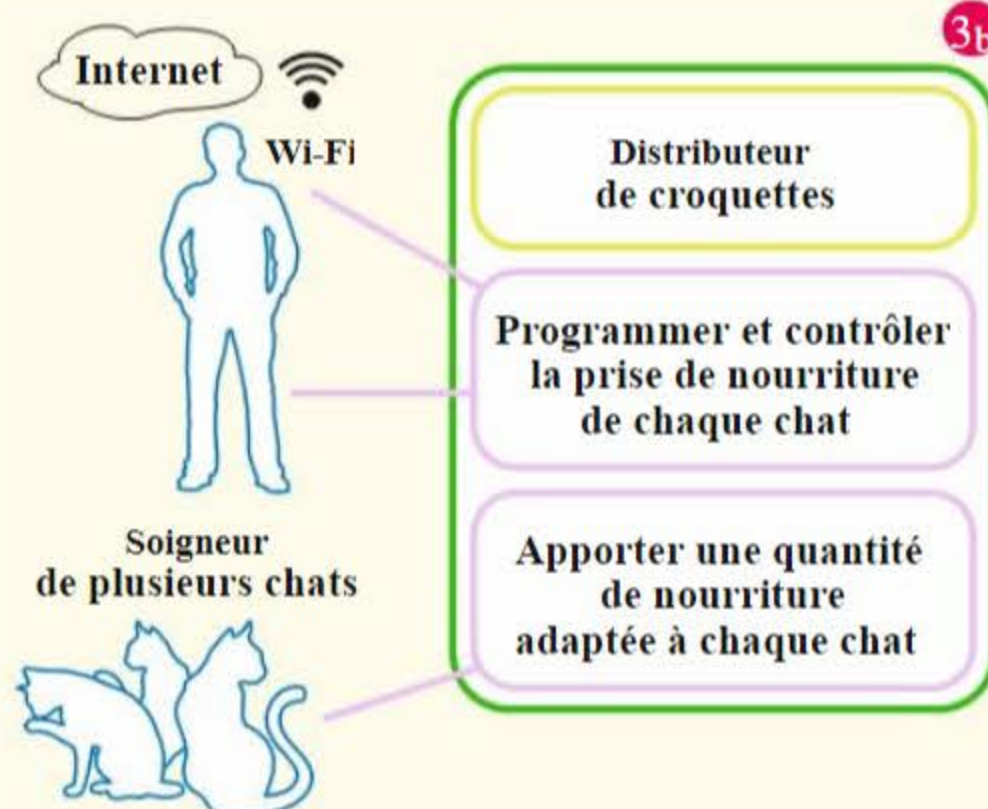 3b
Internet
Wi-Fi
Distributeur
de croquettes
Programmer et contrôler
la prise de nourriture
de chaque chat
Soigneur
de plusieurs chats
Apporter une quantité
de nourriture
adaptée à chaque chat